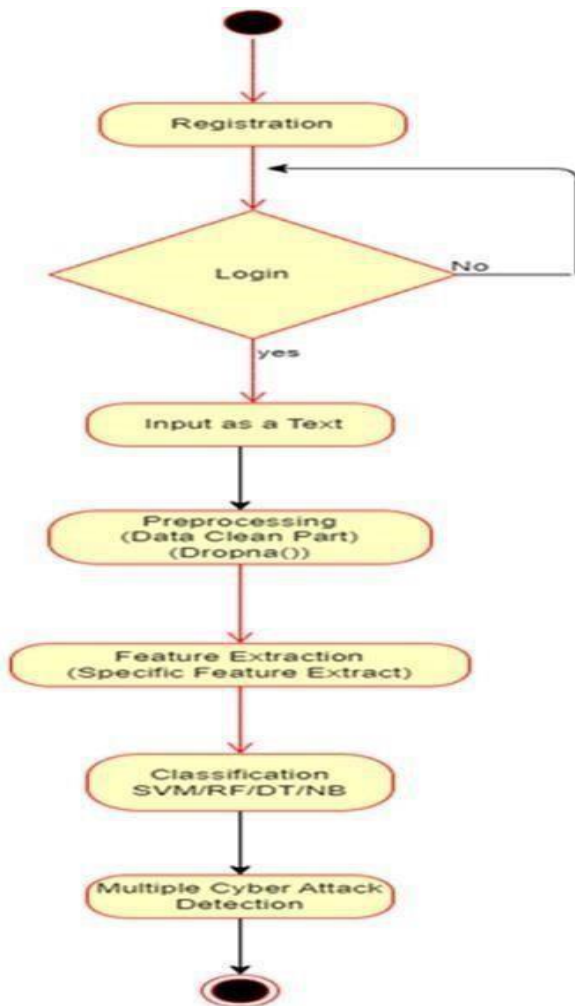 Registration
Login
No
yes
Input as a Text
Preprocessing
(Data Clean Part)
(Dropna())
Feature Extraction
(Specific Feature Extract)
Classification
SVM/RF/DT/NB
Multiple Cyber Attack
Detection